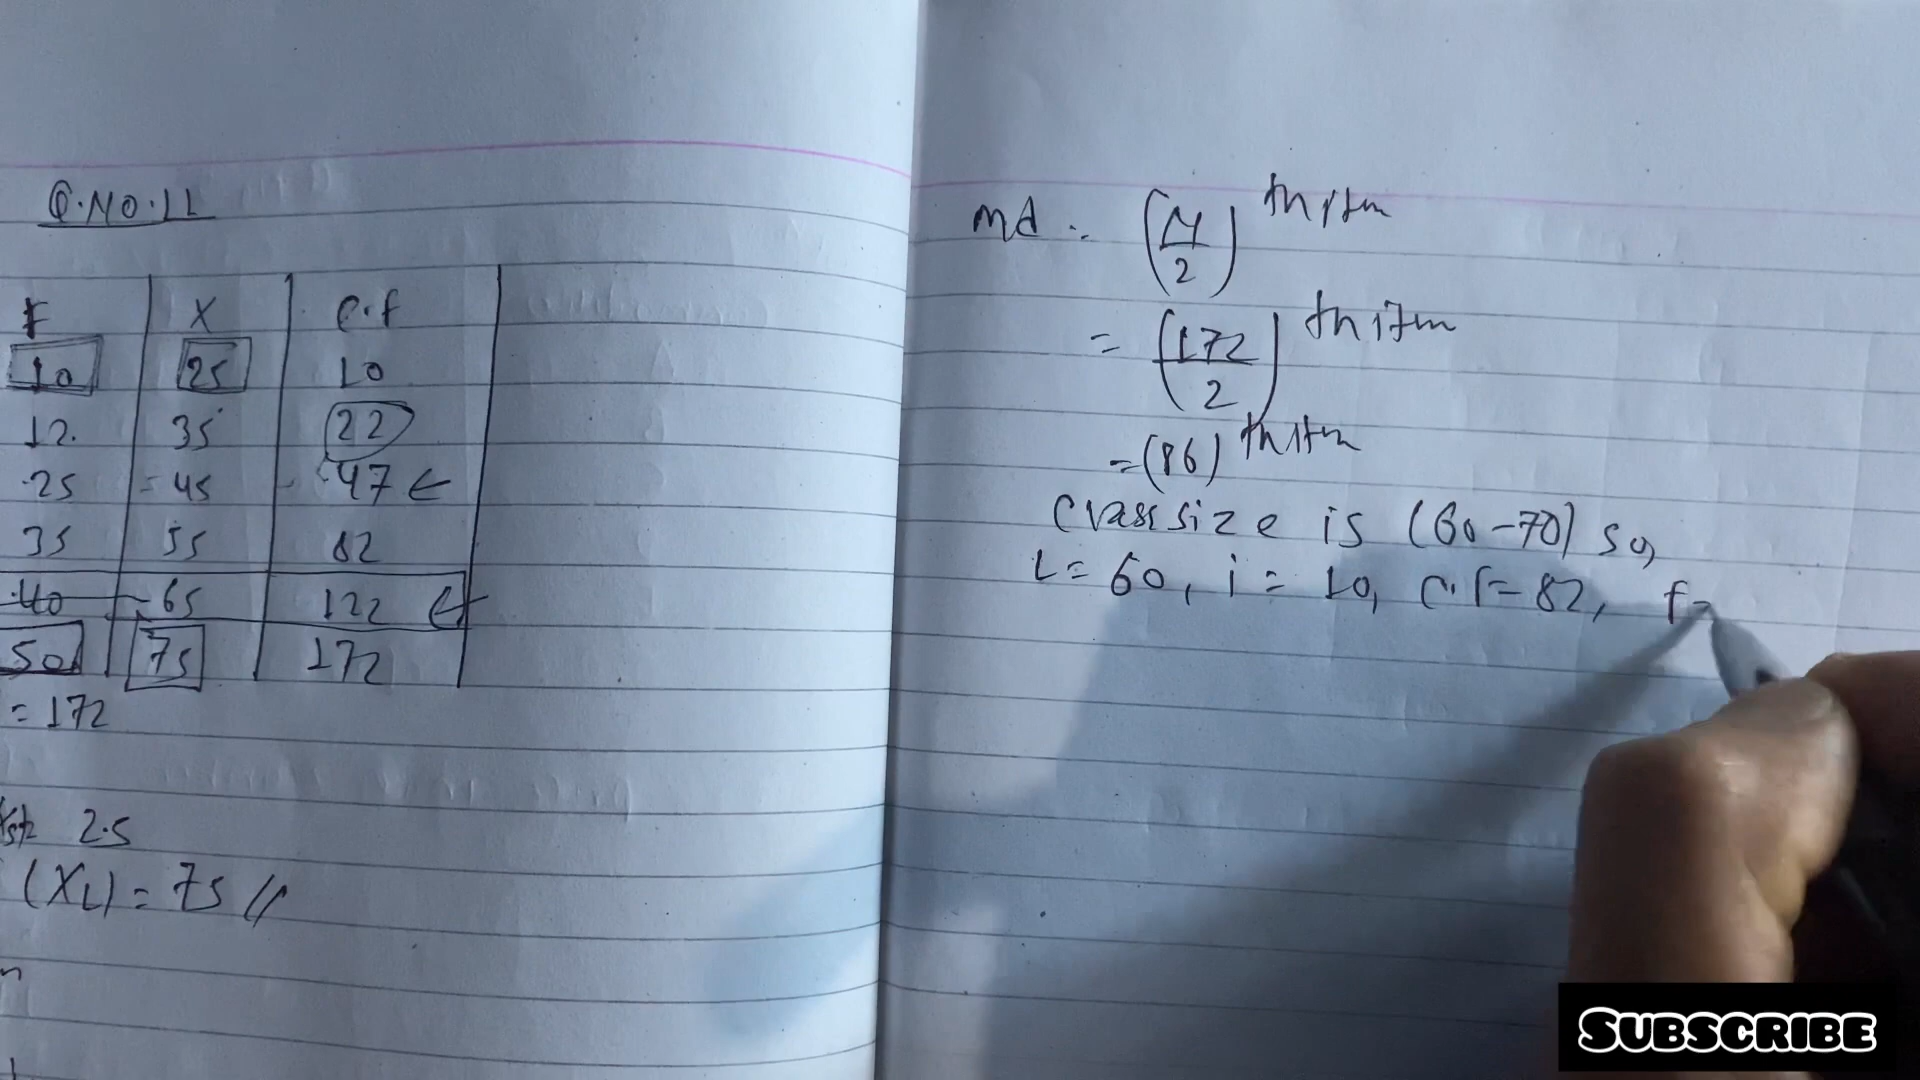 Q.NO.11
F X C.f
10 25 10
12. 35 22
25 = 45 - 47 ←
35 55 82
40 65 122 ←
50 75 172
= 172
2.5
(XL) = 75 //
Md = (N/2) th item
= (172/2) th item
= (86) th item
Class size is (60-70) so,
L = 60, i = 10, C.f = 82, f =
SUBSCRIBE